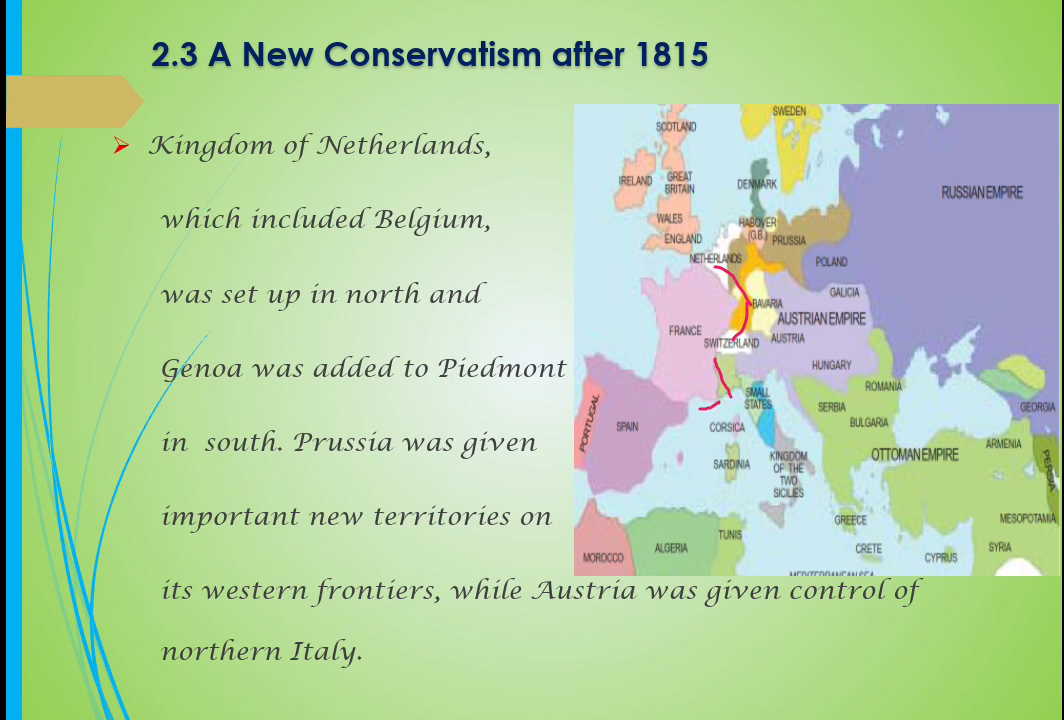 2.3 A New Conservatism after 1815
Kingdom of Netherlands,
which included Belgium,
was set up in north and
Genoa was added to Piedmont
in south. Prussia was given
important new territories on
its western frontiers, while Austria was given control of
northern Italy.
SWEDEN
SCOTLAND
IRELAND
GREAT
BRITAIN
DENMARK
RUSSIAN EMPIRE
WALES
HABOVER
(G.B.)
ENGLAND
PRUSSIA
NETHERLANDS
POLAND
GALICIA
BAVARIA
AUSTRIAN EMPIRE
FRANCE
SWITZERLAND
AUSTRIA
HUNGARY
ROMANIA
SMALL
STATES
SERBIA
GEORGIA
PORTUGAL
SPAIN
CORSICA
BULGARIA
ARMENIA
OTTOMAN EMPIRE
PERSIA
SARDINIA
KINGDOM
OF THE
TWO
SICILIES
GREECE
MESOPOTAMIA
TUNIS
ALGERIA
MOROCCO
CRETE
CYPRUS
SYRIA
MEDITERRANEAN SEA